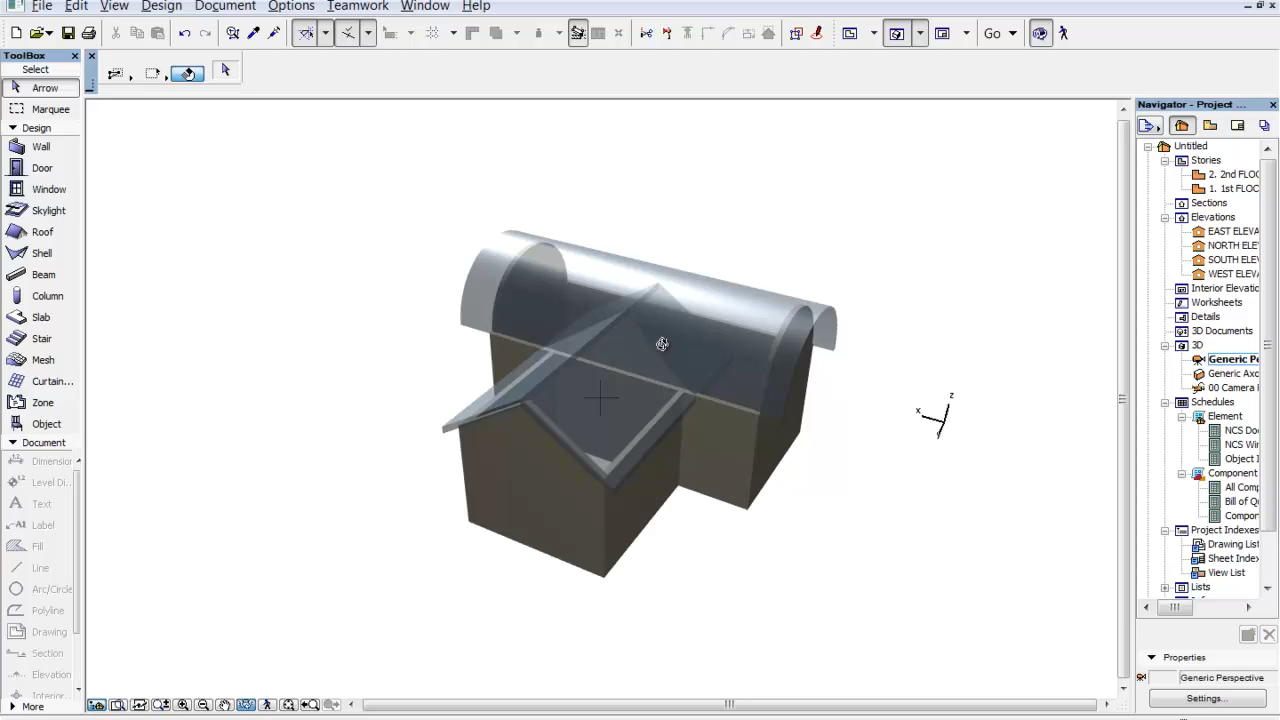 File Edit View Design Document Options Teamwork Window Help
Go
ToolBox
Select
Arrow
Marquee
Design
Wall
Door
Window
Skylight
Roof
Shell
Beam
Column
Slab
Stair
Mesh
Curtain...
Zone
Object
Document
Dimension
Level Di...
Text
Label
Fill
Line
Arc/Circle
Polyline
Drawing
Section
Elevation
Interior...
More
x
y
z
Navigator - Project ...
Untitled
Stories
2. 2nd FLO
1. 1st FLO
Sections
Elevations
EAST ELEVA
NORTH ELE
SOUTH ELE
WEST ELEV
Interior Elevatio
Worksheets
Details
3D Documents
3D
Generic Pe
Generic Axo
00 Camera
Schedules
Element
NCS Do
NCS Wir
Object I
Component
All Comp
Bill of Q
Compon
Project Indexes
Drawing List
Sheet Index
View List
Lists
Properties
Generic Perspective
Settings...